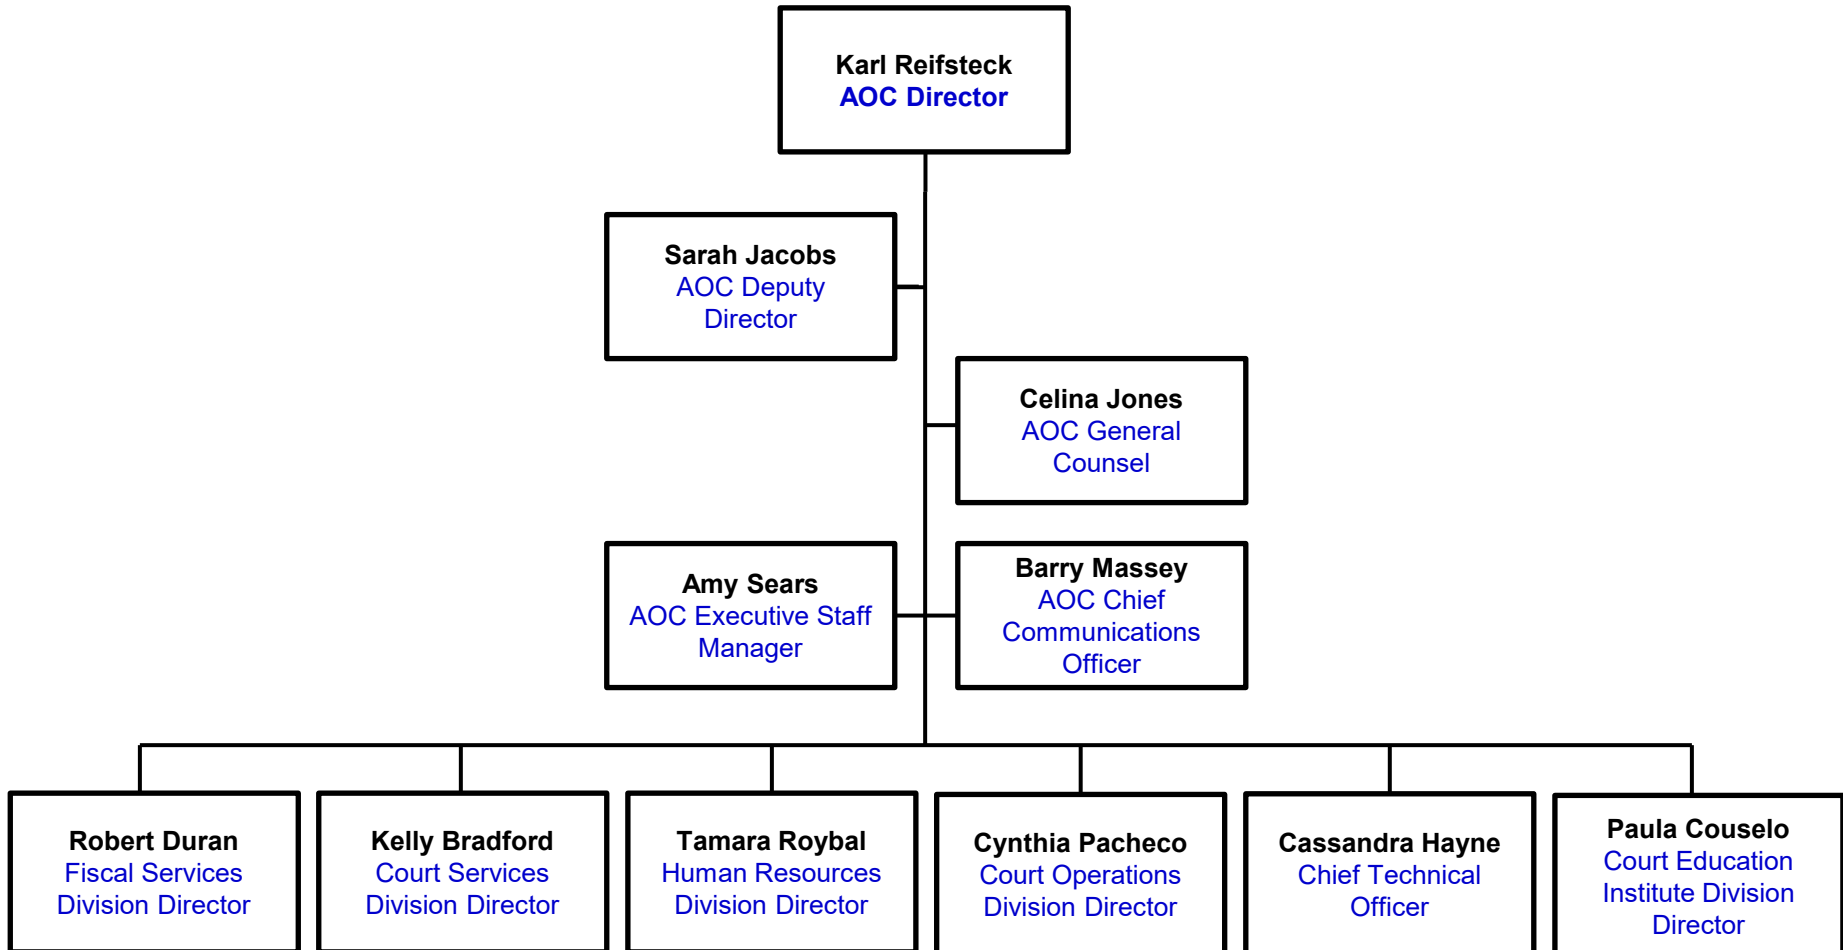 Karl Reifsteck
AOC Director
Sarah Jacobs
AOC Deputy
Director
Celina Jones
AOC General
Counsel
Amy Sears
AOC Executive Staff
Manager
Barry Massey
AOC Chief
Communications
Officer
Robert Duran
Fiscal Services
Division Director
Kelly Bradford
Court Services
Division Director
Tamara Roybal
Human Resources
Division Director
Cynthia Pacheco
Court Operations
Division Director
Cassandra Hayne
Chief Technical
Officer
Paula Couselo
Court Education
Institute Division
Director